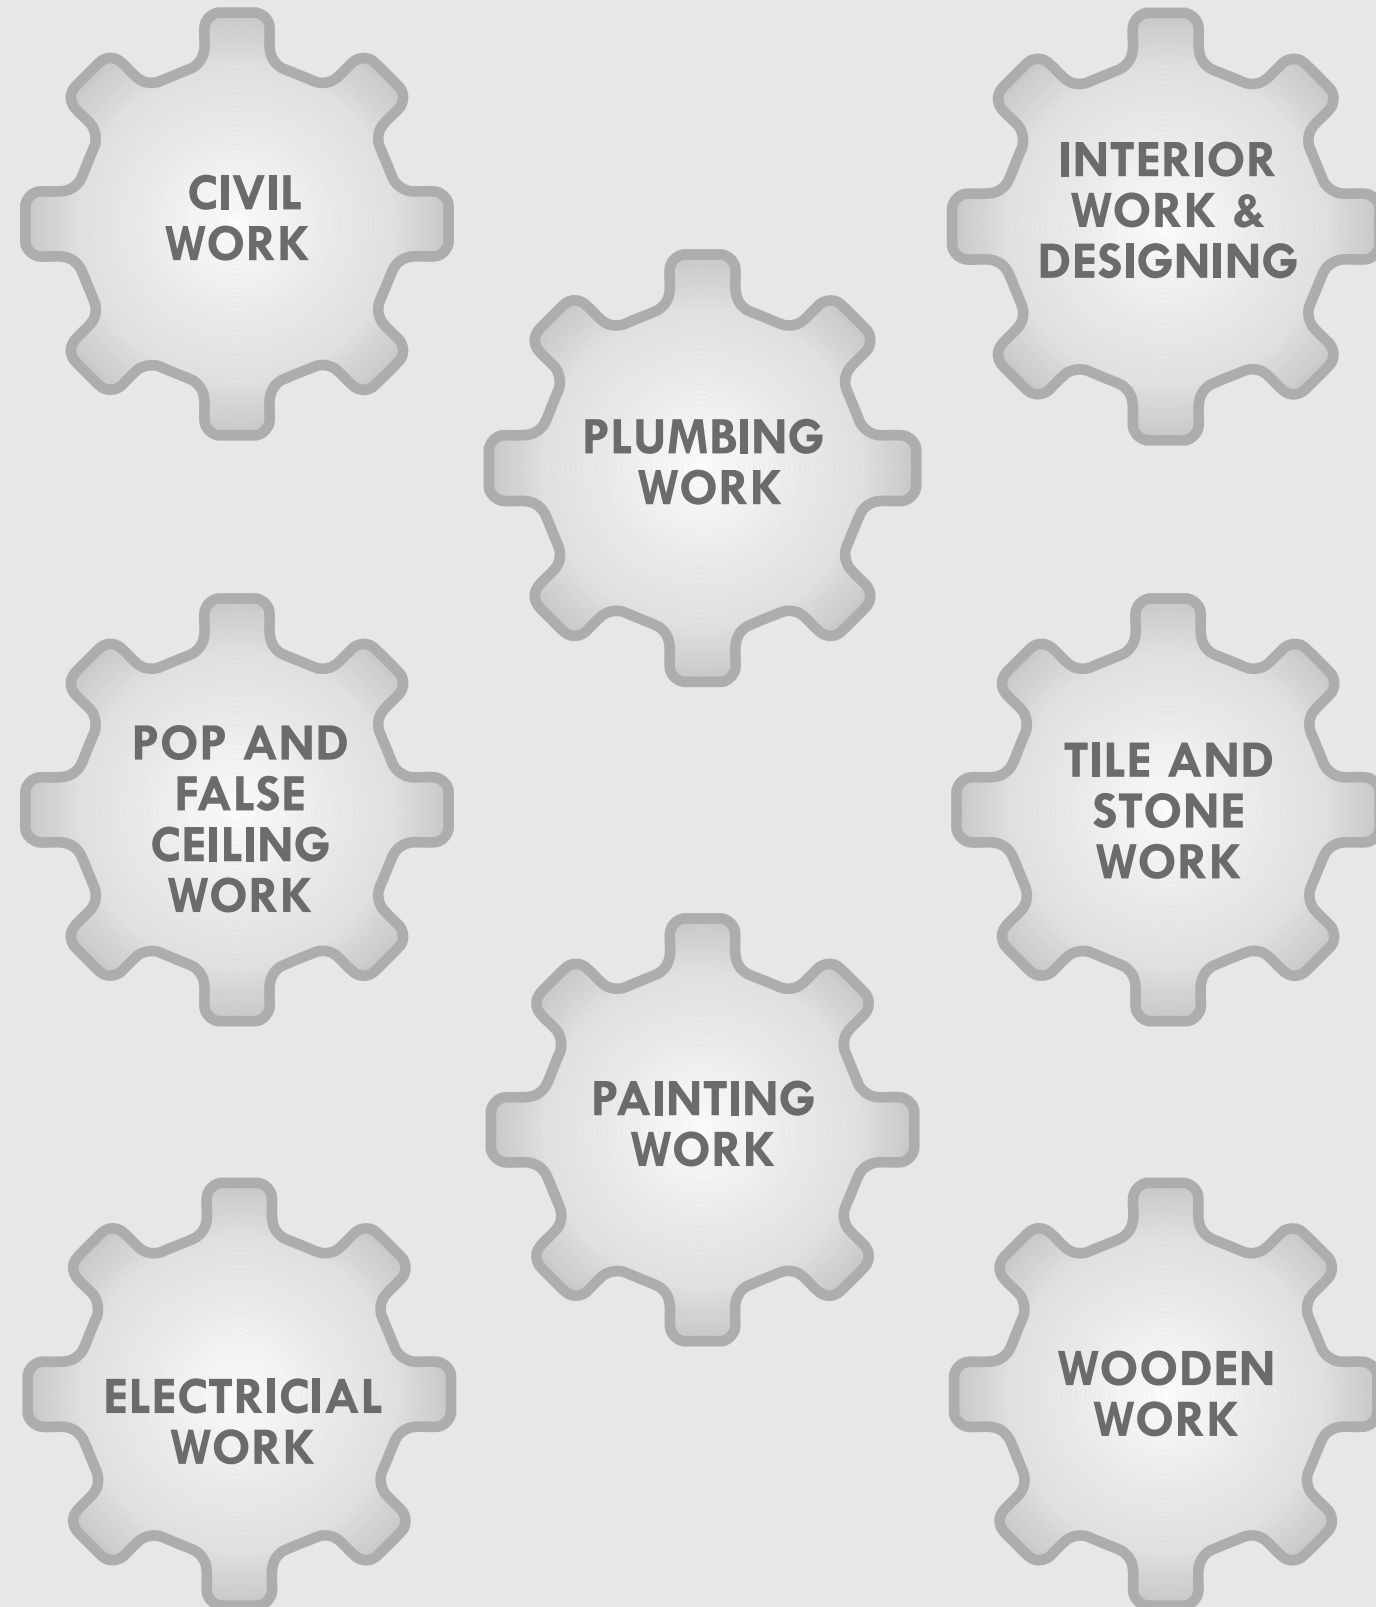 CIVIL
WORK
INTERIOR
WORK &
DESIGNING
PLUMBING
WORK
POP AND
FALSE
CEILING
WORK
TILE AND
STONE
WORK
PAINTING
WORK
ELECTRICIAL
WORK
WOODEN
WORK